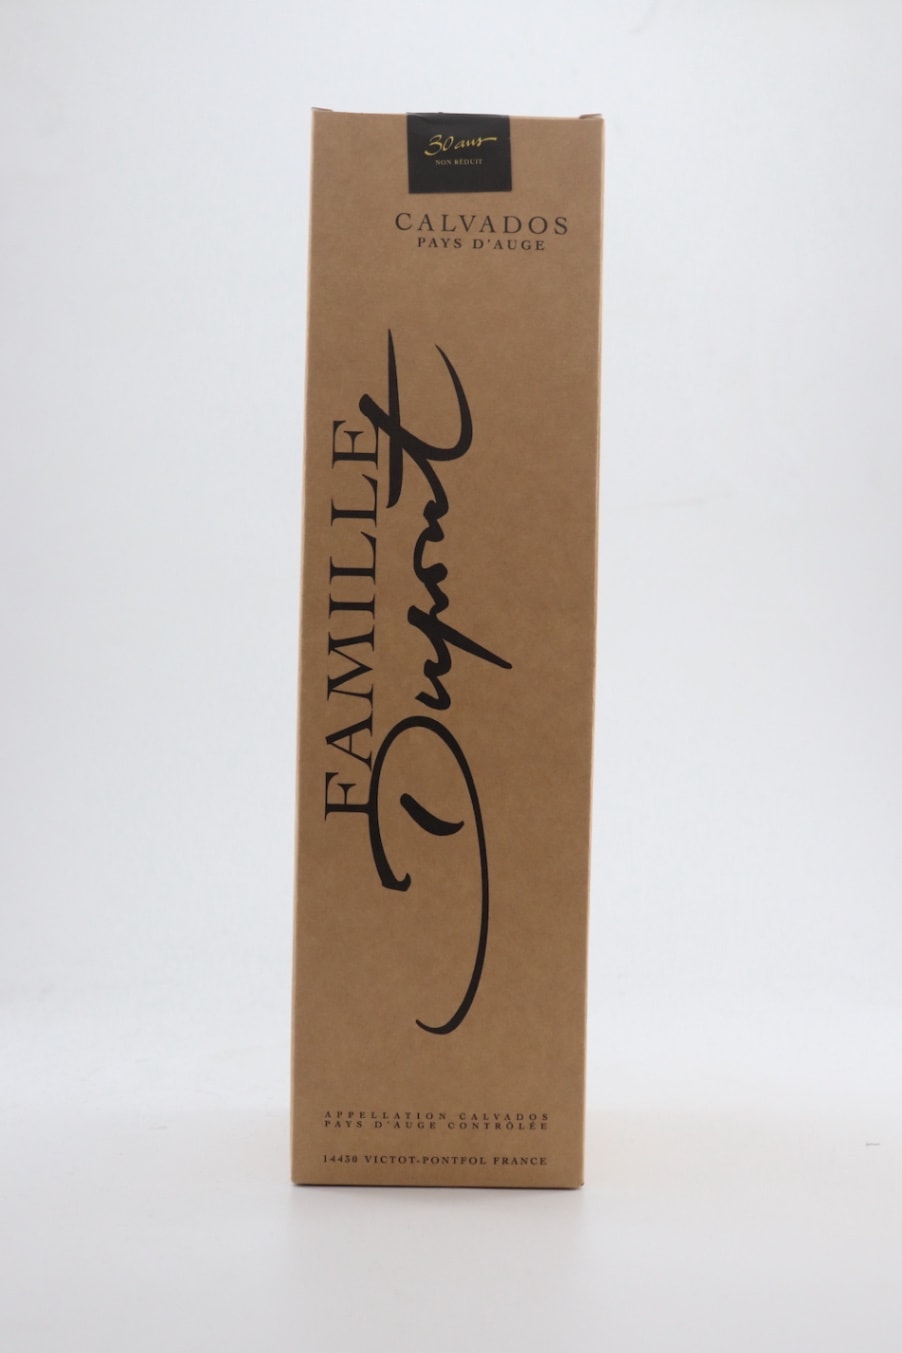 30 ans
NON RÉDUIT
CALVADOS
PAYS D'AUGE
FAMILLE
Dupont
APPELLATION CALVADOS
PAYS D'AUGE CONTRÔLÉE
14430 VICTOT-PONTFOL FRANCE